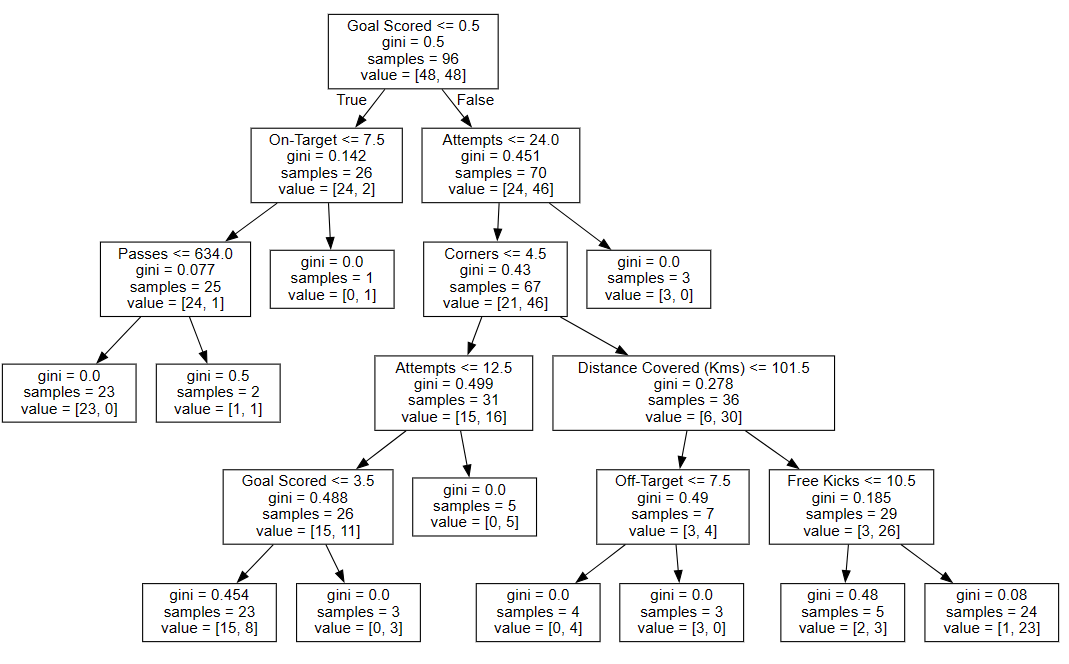 Goal Scored <= 0.5
gini = 0.5
samples = 96
value = [48, 48]
True
False
On-Target <= 7.5
gini = 0.142
samples = 26
value = [24, 2]
Attempts <= 24.0
gini = 0.451
samples = 70
value = [24, 46]
Passes <= 634.0
gini = 0.077
samples = 25
value = [24, 1]
gini = 0.0
samples = 1
value = [0, 1]
Corners <= 4.5
gini = 0.43
samples = 67
value = [21, 46]
gini = 0.0
samples = 3
value = [3, 0]
gini = 0.0
samples = 23
value = [23, 0]
gini = 0.5
samples = 2
value = [1, 1]
Attempts <= 12.5
gini = 0.499
samples = 31
value = [15, 16]
Distance Covered (Kms) <= 101.5
gini = 0.278
samples = 36
value = [6, 30]
Goal Scored <= 3.5
gini = 0.488
samples = 26
value = [15, 11]
gini = 0.0
samples = 5
value = [0, 5]
Off-Target <= 7.5
gini = 0.49
samples = 7
value = [3, 4]
Free Kicks <= 10.5
gini = 0.185
samples = 29
value = [3, 26]
gini = 0.454
samples = 23
value = [15, 8]
gini = 0.0
samples = 3
value = [0, 3]
gini = 0.0
samples = 4
value = [0, 4]
gini = 0.0
samples = 3
value = [3, 0]
gini = 0.48
samples = 5
value = [2, 3]
gini = 0.08
samples = 24
value = [1, 23]